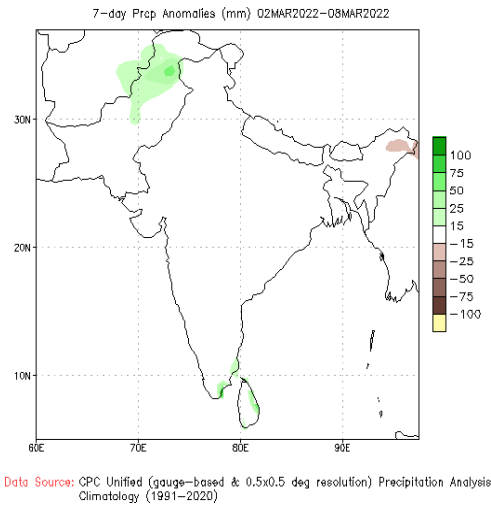 7-day Prcp Anomalies (mm) 02MAR2022-08MAR2022
30N
20N
10N
60E 70E 80E 90E
100
75
50
25
15
-15
-25
-50
-75
-100
Data Source: CPC Unified (gauge-based & 0.5x0.5 deg resolution) Precipitation Analysis
Climatology (1991-2020)